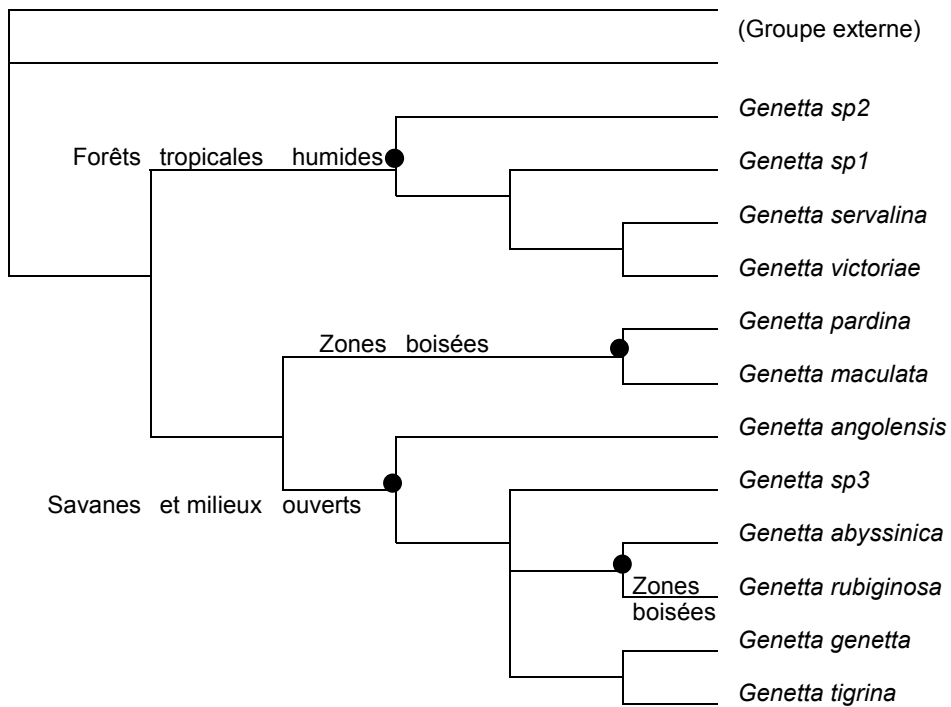 (Groupe externe)
Genetta sp2
Forêts tropicales humides
Genetta sp1
Genetta servalina
Genetta victoriae
Genetta pardina
Zones boisées
Genetta maculata
Genetta angolensis
Genetta sp3
Savanes et milieux ouverts
Genetta abyssinica
Zones
boisées
Genetta rubiginosa
Genetta genetta
Genetta tigrina